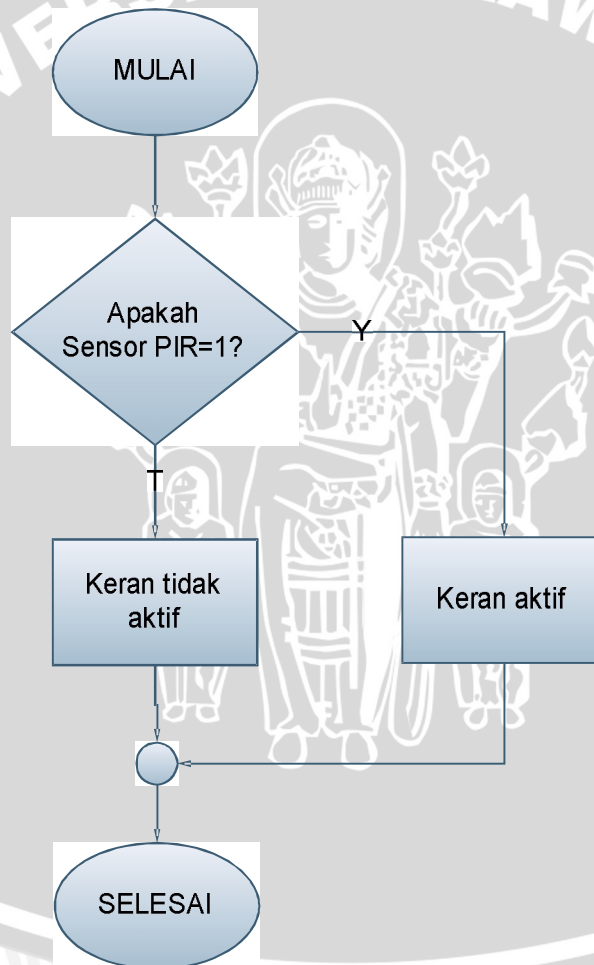 MULAI
Apakah
Sensor PIR=1?
Y
T
Keran tidak
aktif
Keran aktif
SELESAI